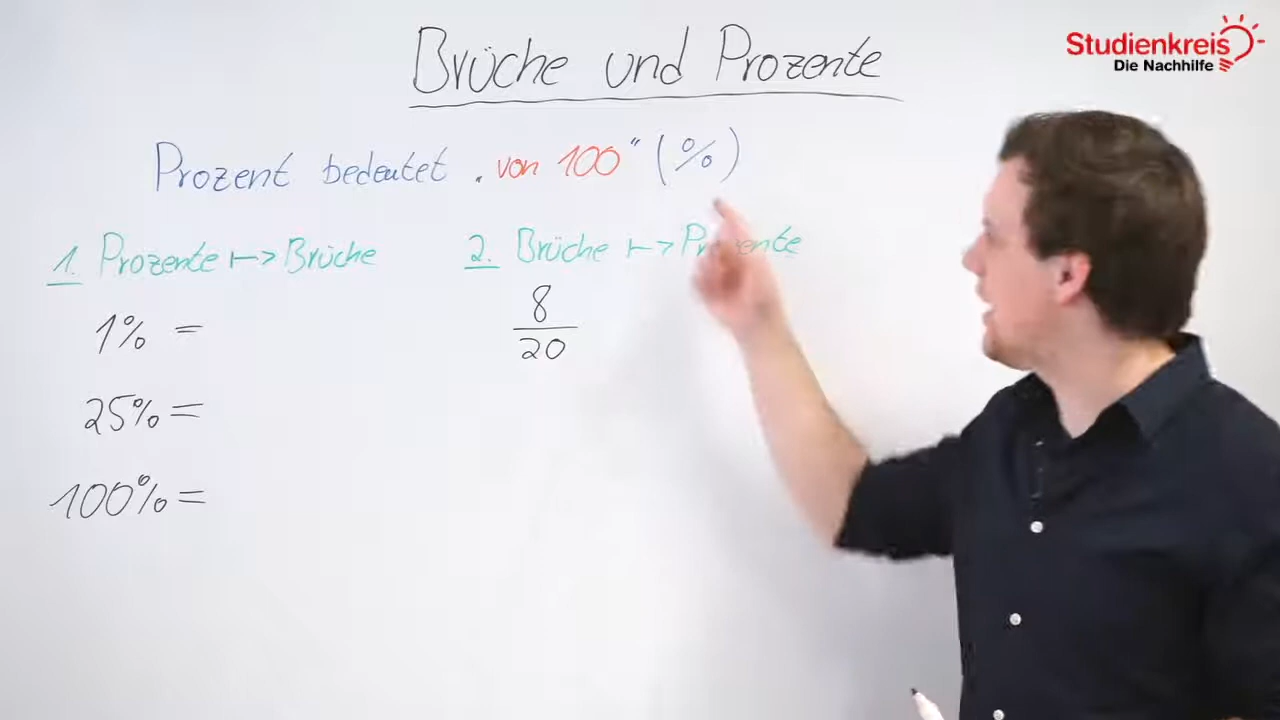 Brüche und Prozente
Studienkreis
Die Nachhilfe
Prozent bedeutet „von 100“ (%)
1. Prozente ↦ Brüche
1% =
25% =
100% =
2. Brüche ↦ Prozente
8
20